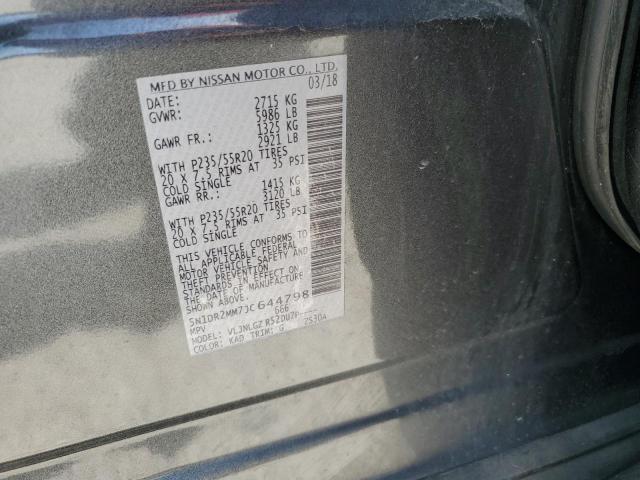 MFD BY NISSAN MOTOR CO., LTD.
DATE: 03/18
GVWR: 2715 KG
5986 LB
GAWR FR.: 1325 KG
2921 LB
WITH P235/55R20 TIRES
20 X 7.5 RIMS AT 35 PSI
COLD SINGLE
GAWR RR.: 1415 KG
3120 LB
WITH P235/55R20 TIRES
20 X 7.5 RIMS AT 35 PSI
COLD SINGLE
THIS VEHICLE CONFORMS TO
ALL APPLICABLE FEDERAL
MOTOR VEHICLE SAFETY AND
THEFT PREVENTION
STANDARDS IN EFFECT ON
THE DATE OF MANUFACTURE
SHOWN ABOVE.
5N1DR2MM7JC644798
MPV 666
MODEL: VLJNLGZ
COLOR: KAD TRIM: G 7530A